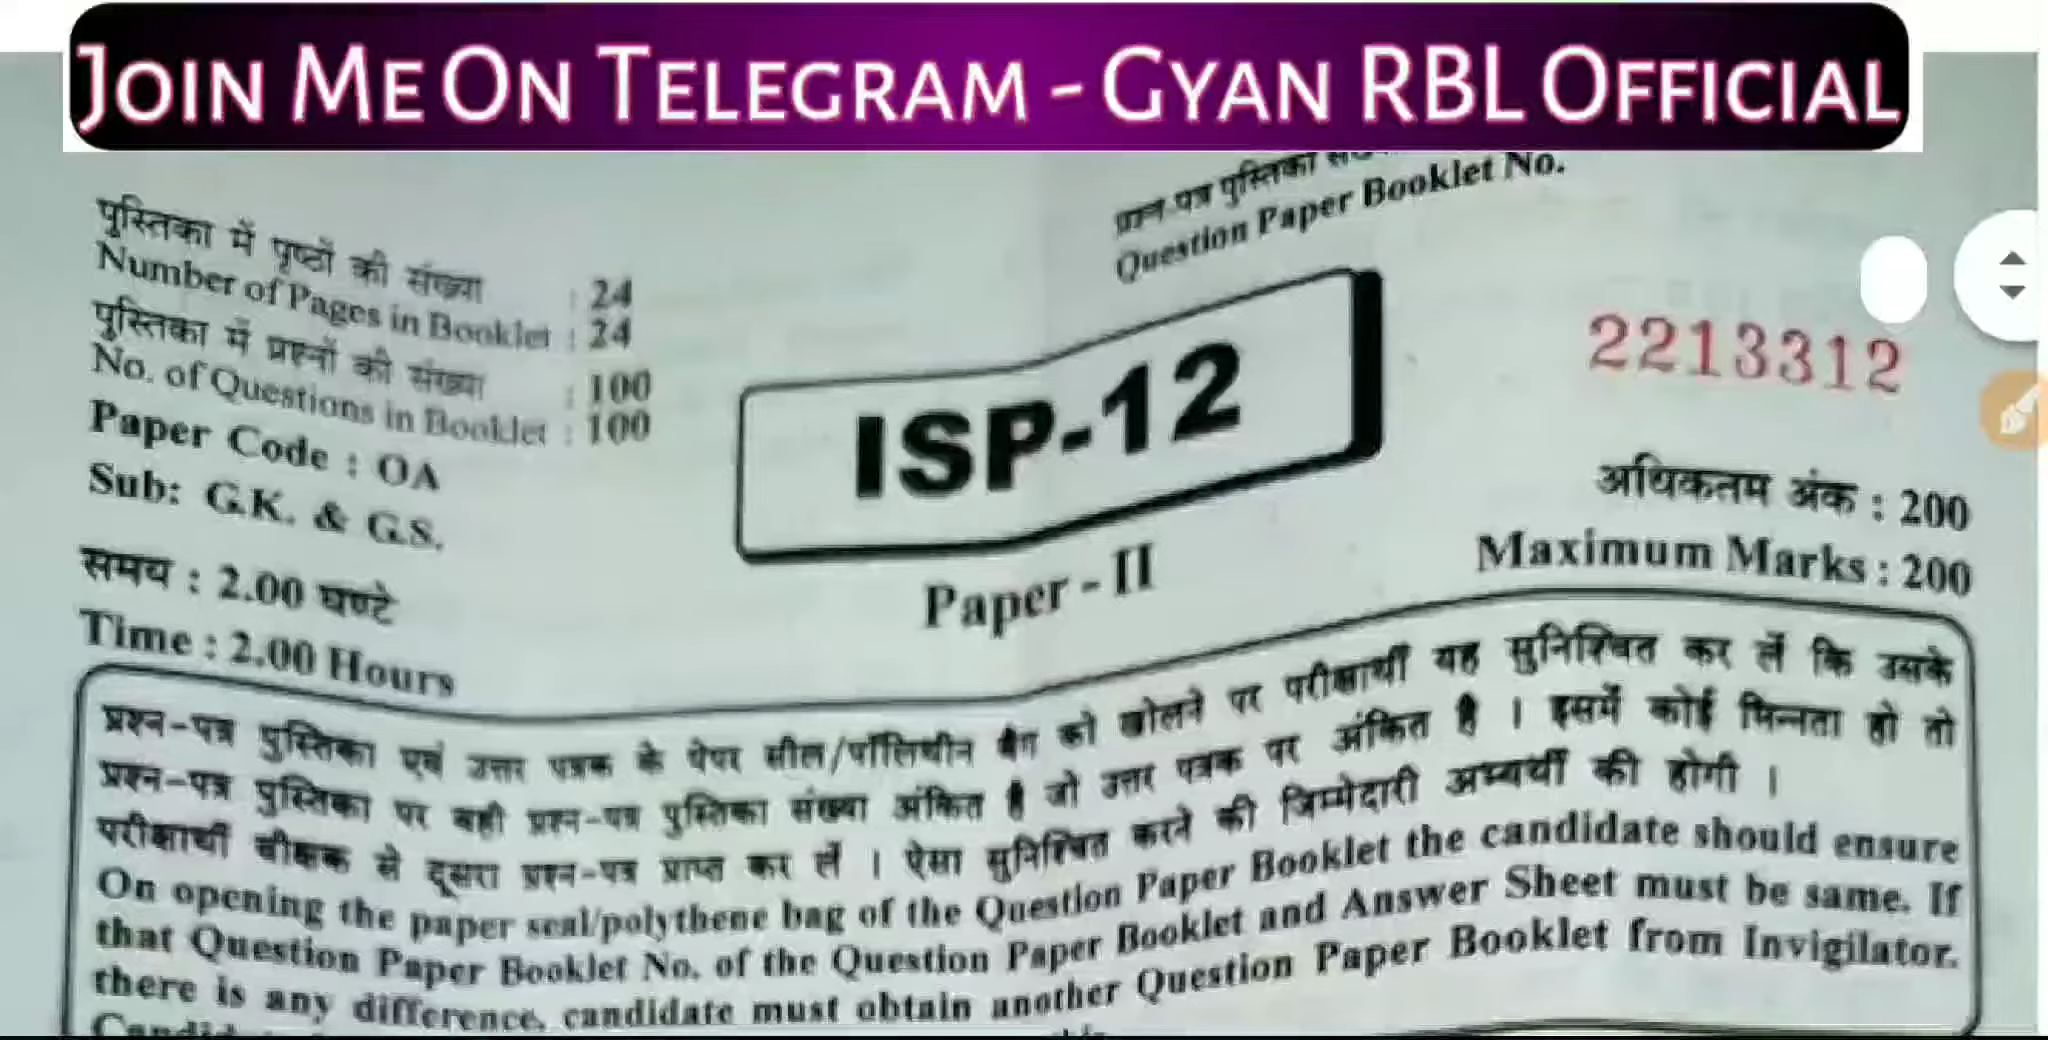 JOIN ME ON TELEGRAM - GYAN RBL OFFICIAL
प्रश्न-पत्र पुस्तिका
Question Paper Booklet No.
पुस्तिका में पृष्ठों की संख्या : 24
Number of Pages in Booklet : 24
पुस्तिका में प्रश्नों की संख्या : 100
No. of Questions in Booklet : 100
Paper Code : OA
Sub: G.K. & G.S.
समय : 2.00 घण्टे
Time : 2.00 Hours
ISP-12
Paper - II
2213312
अधिकतम अंक : 200
Maximum Marks : 200
प्रश्न-पत्र पुस्तिका एवं उत्तर पत्रक के पेपर सील/पॉलिथीन बैग को खोलने पर परीक्षार्थी यह सुनिश्चित कर लें कि उसके
प्रश्न-पत्र पुस्तिका पर वही प्रश्न-पत्र पुस्तिका संख्या अंकित है जो उत्तर पत्रक पर अंकित है । इसमें कोई भिन्नता हो तो
परीक्षार्थी वीक्षक से दूसरा प्रश्न-पत्र प्राप्त कर लें । ऐसा सुनिश्चित करने की जिम्मेदारी अभ्यर्थी की होगी ।
On opening the paper seal/polythene bag of the Question Paper Booklet the candidate should ensure
that Question Paper Booklet No. of the Question Paper Booklet and Answer Sheet must be same. If
there is any difference, candidate must obtain another Question Paper Booklet from Invigilator.